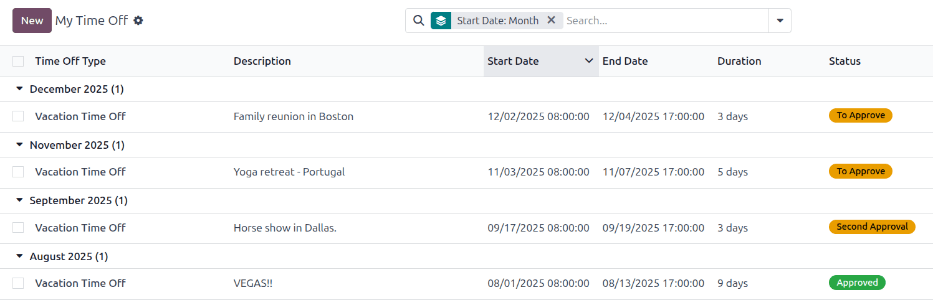 New My Time Off Start Date: Month Search...
Time Off Type Description Start Date End Date Duration Status
December 2025 (1)
Vacation Time Off Family reunion in Boston 12/02/2025 08:00:00 12/04/2025 17:00:00 3 days To Approve
November 2025 (1)
Vacation Time Off Yoga retreat - Portugal 11/03/2025 08:00:00 11/07/2025 17:00:00 5 days To Approve
September 2025 (1)
Vacation Time Off Horse show in Dallas. 09/17/2025 08:00:00 09/19/2025 17:00:00 3 days Second Approval
August 2025 (1)
Vacation Time Off VEGAS!! 08/01/2025 08:00:00 08/13/2025 17:00:00 9 days Approved